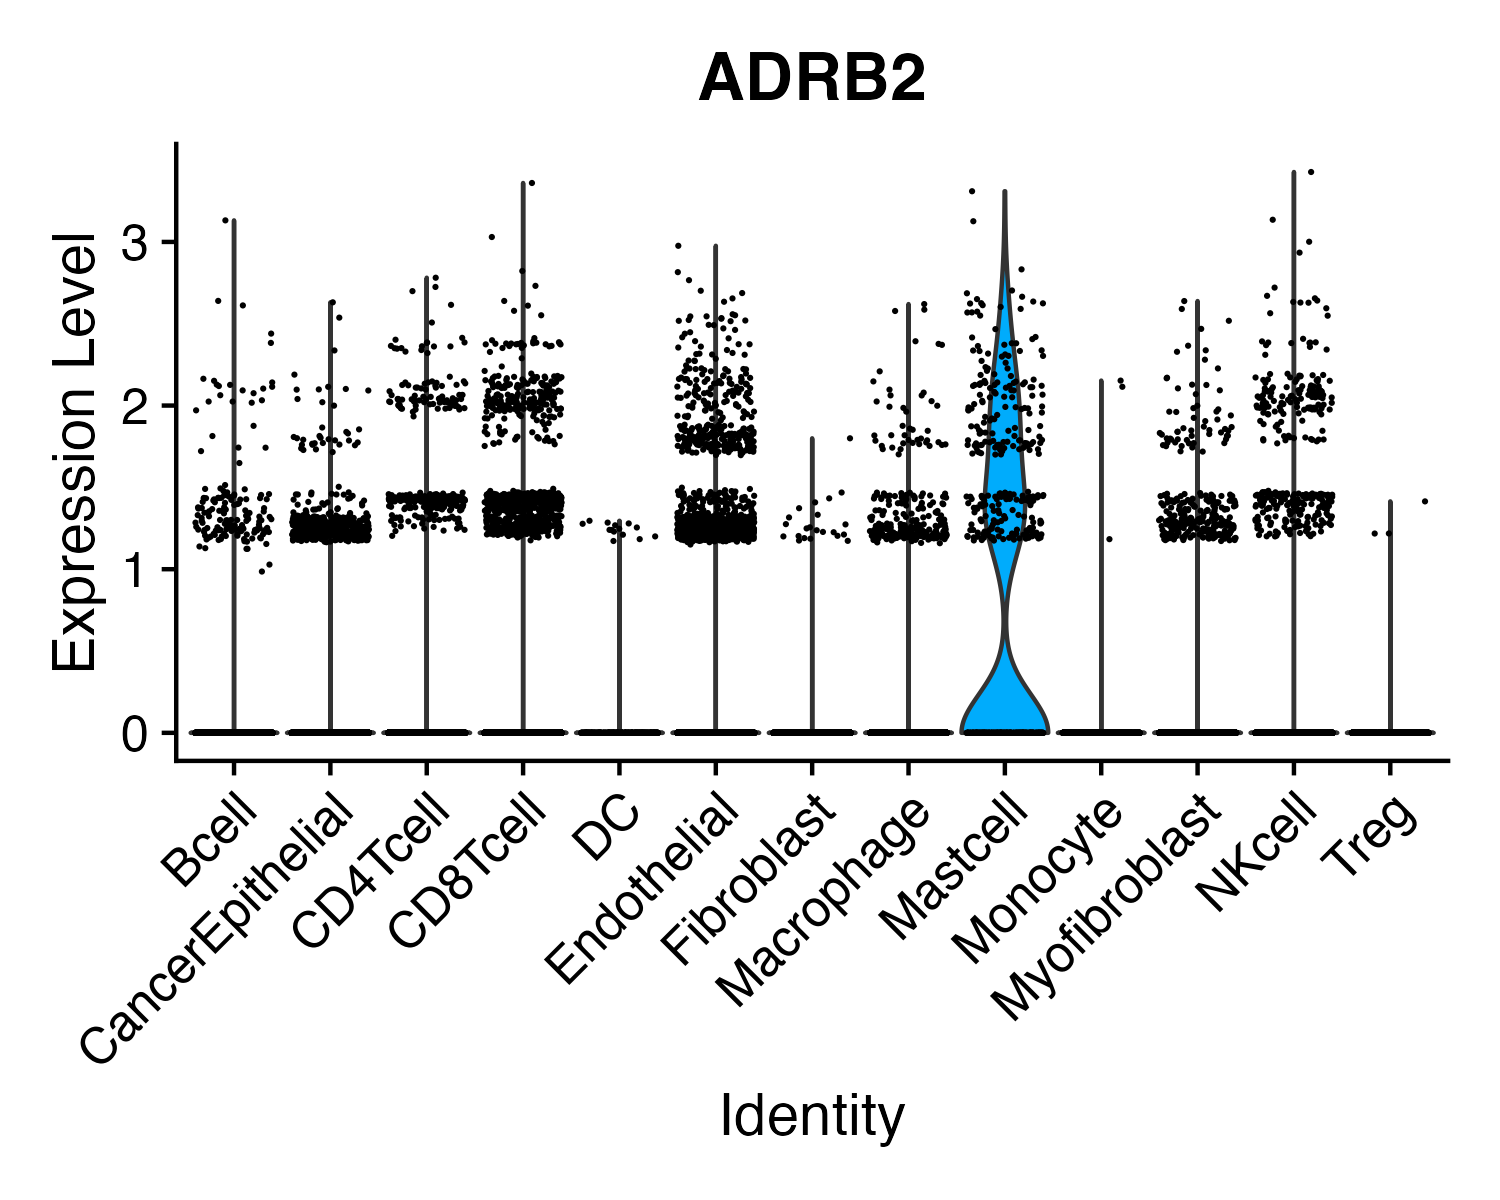 ADRB2
Expression Level
3
2
1
0
Bcell
CancerEpithelial
CD4Tcell
CD8Tcell
DC
Endothelial
Fibroblast
Macrophage
Mastcell
Monocyte
Myofibroblast
NKcell
Treg
Identity